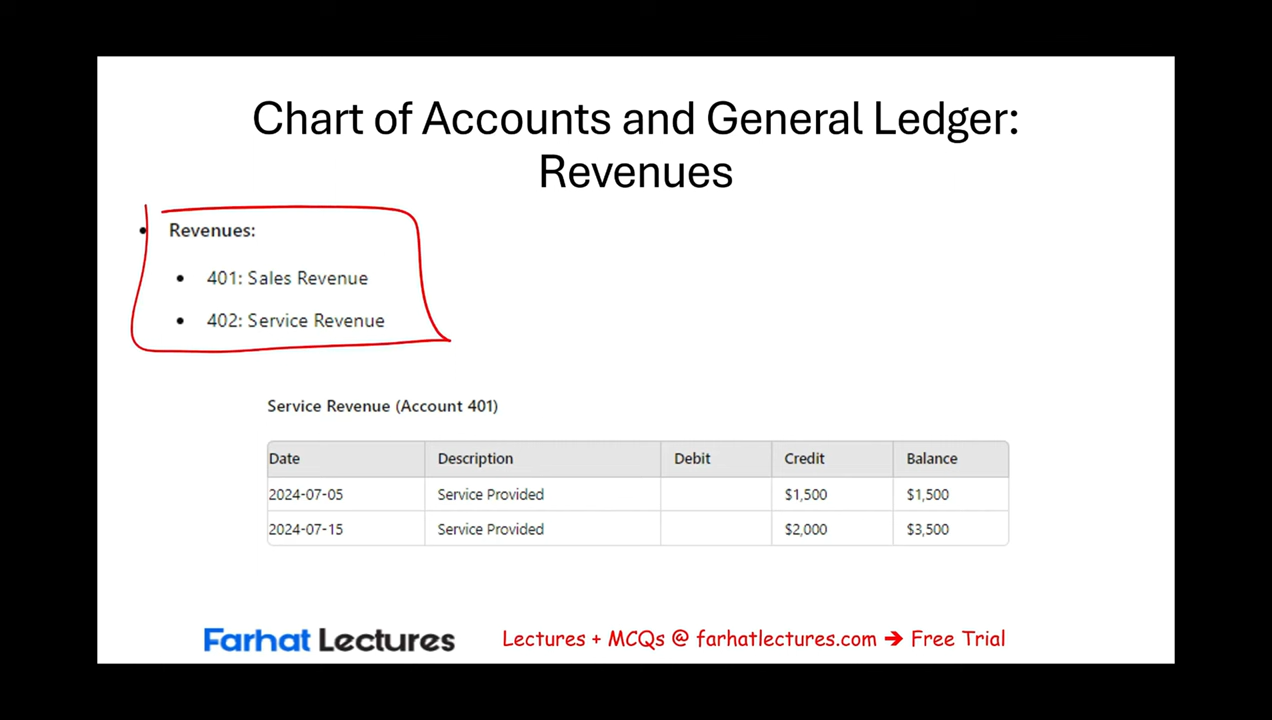 Chart of Accounts and General Ledger:
Revenues
• Revenues:
• 401: Sales Revenue
• 402: Service Revenue
Service Revenue (Account 401)
Date Description Debit Credit Balance
2024-07-05 Service Provided $1,500 $1,500
2024-07-15 Service Provided $2,000 $3,500
Farhat Lectures Lectures + MCQs @ farhatlectures.com ➔ Free Trial